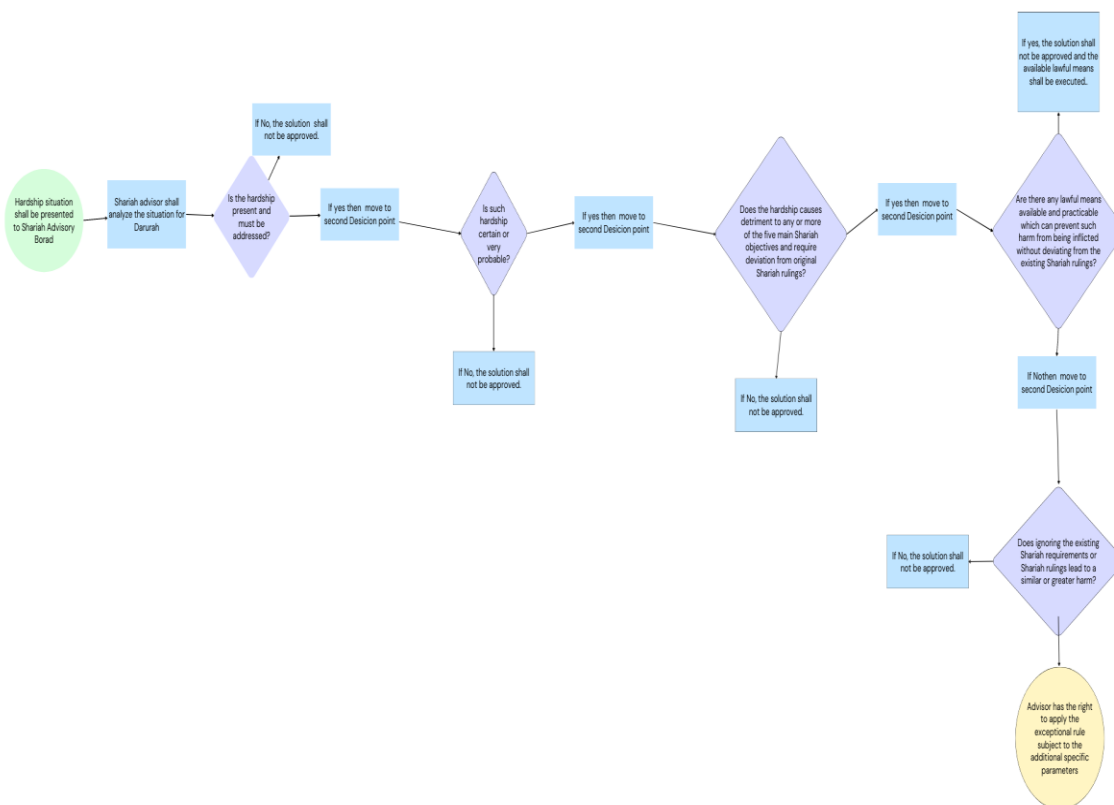 Hardship situation
shall be presented
to Shariah Advisory
Borad
Shariah advisor shall
analyze the situation for
Darurah
If No, the solution shall
not be approved.
Is the hardship
present and
must be
addressed?
If yes then move to
second Desicion point
Is such
hardship
certain or
very
probable?
If No, the solution shall
not be approved.
If yes then move to
second Desicion point
Does the hardship causes
detriment to any or more
of the five main Shariah
objectives and require
deviation from original
Shariah rulings?
If No, the solution shall
not be approved.
If yes then move to
second Desicion point
If yes, the solution shall
not be approved and the
available lawful means
shall be executed..
Are there any lawful means
available and practicable
which can prevent such
harm from being inflicted
without deviating from the
existing Shariah rulings?
If Nothen move to
second Desicion point
Does ignoring the existing
Shariah requirements or
Shariah rulings lead to a
similar or greater harm?
If No, the solution shall
not be approved.
Advisor has the right
to apply the
exceptional rule
subject to the
additional specific
parameters